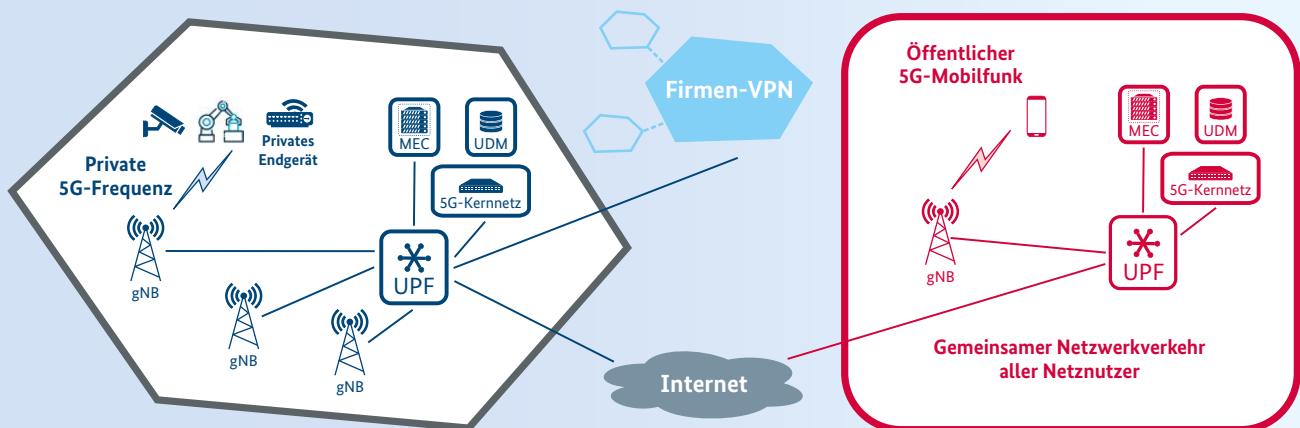 Private
5G-Frequenz
Privates
Endgerät
MEC
UDM
5G-Kernnetz
UPF
gNB
gNB
gNB
Firmen-VPN
Internet
Öffentlicher
5G-Mobilfunk
MEC
UDM
5G-Kernnetz
UPF
gNB
Gemeinsamer Netzwerkverkehr
aller Netznutzer